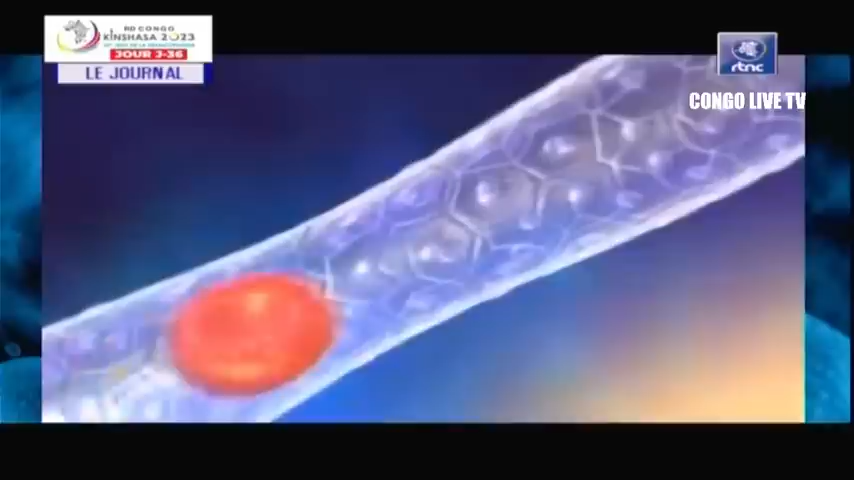 RD CONGO
KINSHASA 2023
JOUR J-36
LE JOURNAL
rtnc
CONGO LIVE TV